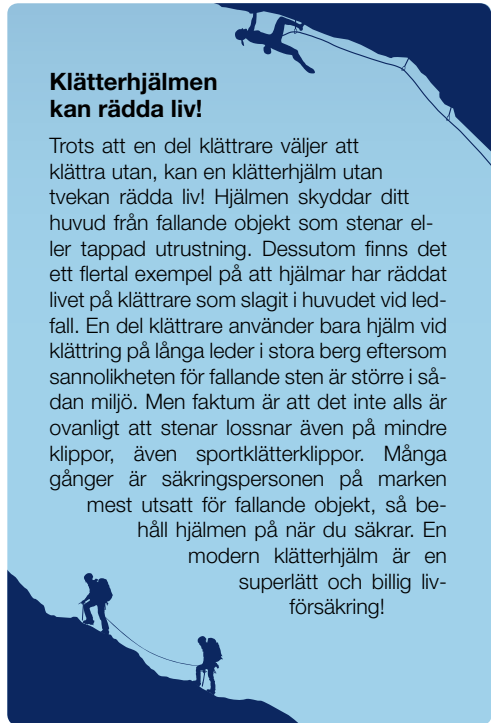 Klätterhjälmen
kan rädda liv!
Trots att en del klättrare väljer att
klättra utan, kan en klätterhjälm utan
tvekan rädda liv! Hjälmen skyddar ditt
huvud från fallande objekt som stenar el-
ler tappad utrustning. Dessutom finns det
ett flertal exempel på att hjälmar har räddat
livet på klättrare som slagit i huvudet vid led-
fall. En del klättrare använder bara hjälm vid
klättring på långa leder i stora berg eftersom
sannolikheten för fallande sten är större i så-
dan miljö. Men faktum är att det inte alls är
ovanligt att stenar lossnar även på mindre
klippor, även sportklätterklippor. Många
gånger är säkringspersonen på marken
mest utsatt för fallande objekt, så be-
håll hjälmen på när du säkrar. En
modern klätterhjälm är en
superlätt och billig liv-
försäkring!